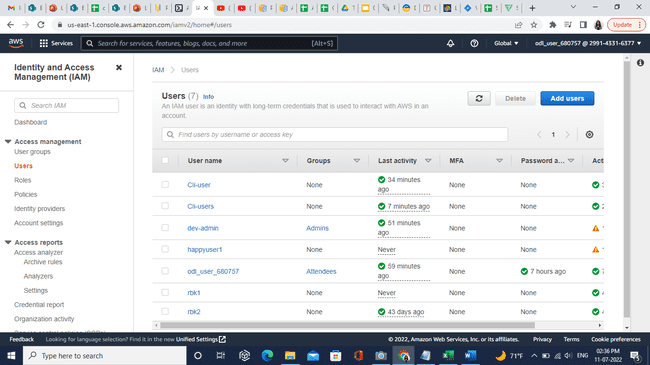 us-east-1.console.aws.amazon.com/iamv2/home#/users
Update
aws
Services
Search for services, features, blogs, docs, and more
[Alt+S]
Global
odl_user_680757 @ 2991-4331-6377
Identity and Access
Management (IAM)
Search IAM
Dashboard
Access management
User groups
Users
Roles
Policies
Identity providers
Account settings
Access reports
Access analyzer
Archive rules
Analyzers
Settings
Credential report
Organization activity
IAM > Users
Users (7) Info
An IAM user is an identity with long-term credentials that is used to interact with AWS in an
account.
Delete
Add users
Find users by username or access key
1
User name Groups Last activity MFA Password a... Act
Cli-user None 34 minutes ago None None
Cli-users None 7 minutes ago None None
dev-admin Admins 51 minutes ago None None
happyuser1 None Never None None
odl_user_680757 Attendees 59 minutes ago None 7 hours ago
rbk1 None Never None None
rbk2 None 43 days ago None None
Feedback
Looking for language selection? Find it in the new Unified Settings
© 2022, Amazon Web Services, Inc. or its affiliates.
Privacy
Terms
Cookie preferences
Type here to search
71°F
ENG
02:36 PM
11-07-2022